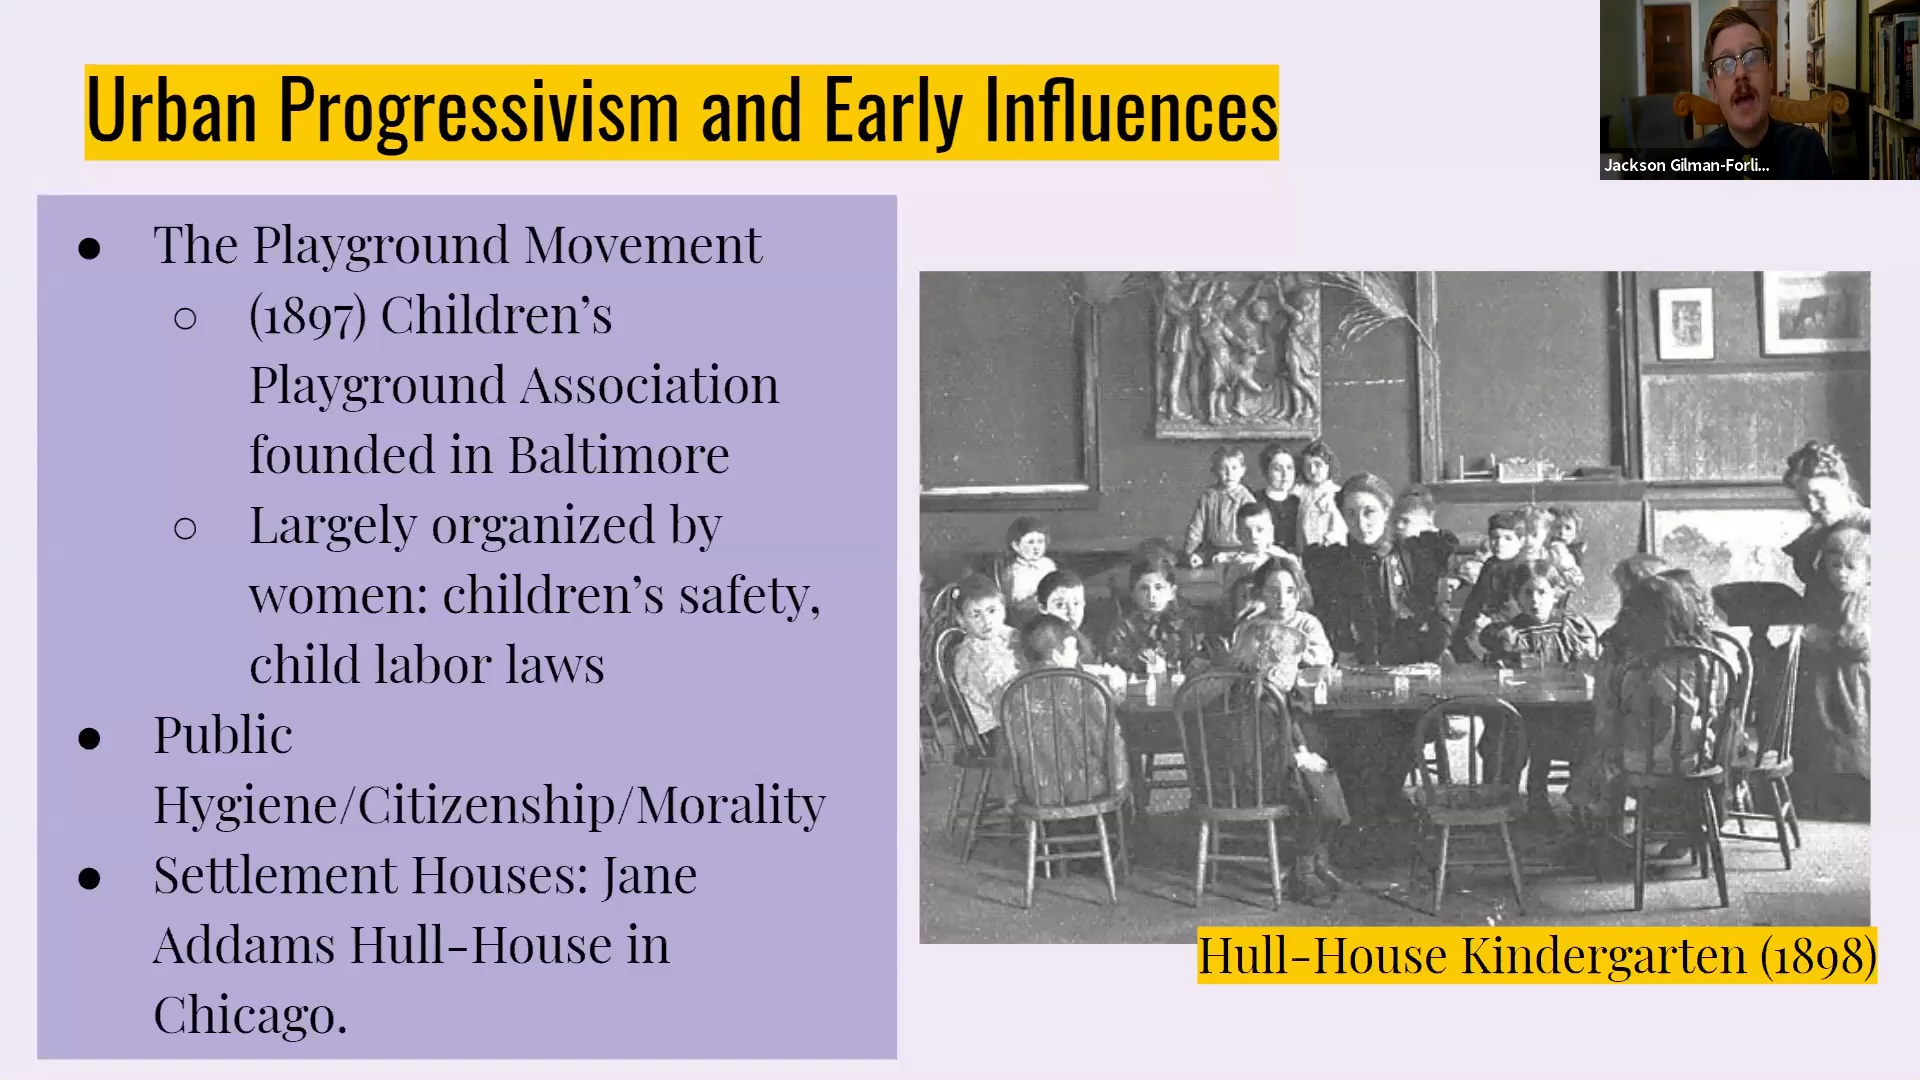 Urban Progressivism and Early Influences
Jackson Gilman-Forli...
● The Playground Movement
○ (1897) Children’s
Playground Association
founded in Baltimore
○ Largely organized by
women: children’s safety,
child labor laws
● Public
Hygiene/Citizenship/Morality
● Settlement Houses: Jane
Addams Hull-House in
Chicago.
Hull-House Kindergarten (1898)